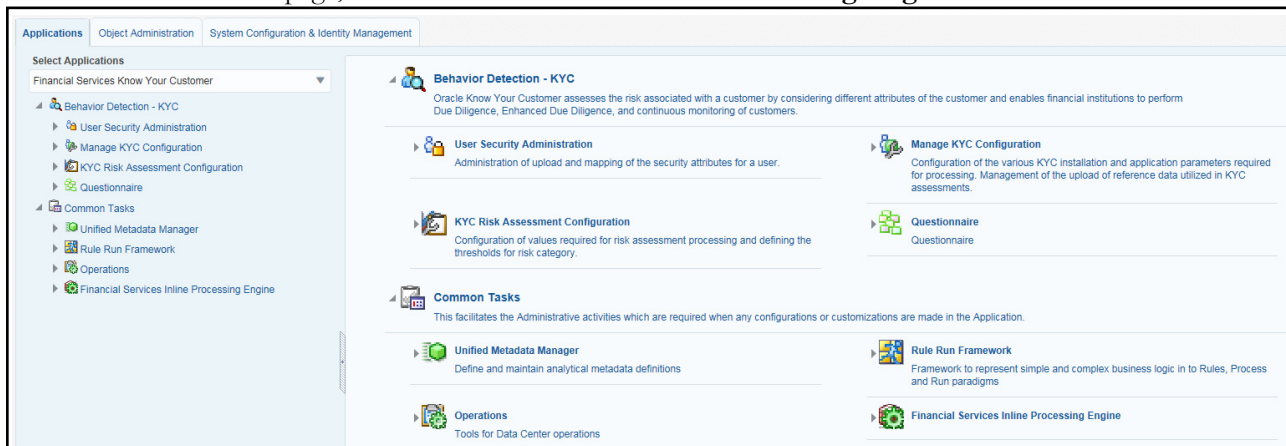 Applications
Object Administration
System Configuration & Identity Management
Select Applications
Financial Services Know Your Customer
Behavior Detection - KYC
User Security Administration
Manage KYC Configuration
KYC Risk Assessment Configuration
Questionnaire
Common Tasks
Unified Metadata Manager
Rule Run Framework
Operations
Financial Services Inline Processing Engine
Behavior Detection - KYC
Oracle Know Your Customer assesses the risk associated with a customer by considering different attributes of the customer and enables financial institutions to perform
Due Diligence, Enhanced Due Diligence, and continuous monitoring of customers.
User Security Administration
Administration of upload and mapping of the security attributes for a user.
Manage KYC Configuration
Configuration of the various KYC installation and application parameters required
for processing. Management of the upload of reference data utilized in KYC
assessments.
KYC Risk Assessment Configuration
Configuration of values required for risk assessment processing and defining the
thresholds for risk category.
Questionnaire
Questionnaire
Common Tasks
This facilitates the Administrative activities which are required when any configurations or customizations are made in the Application.
Unified Metadata Manager
Define and maintain analytical metadata definitions
Rule Run Framework
Framework to represent simple and complex business logic in to Rules, Process
and Run paradigms
Operations
Tools for Data Center operations
Financial Services Inline Processing Engine